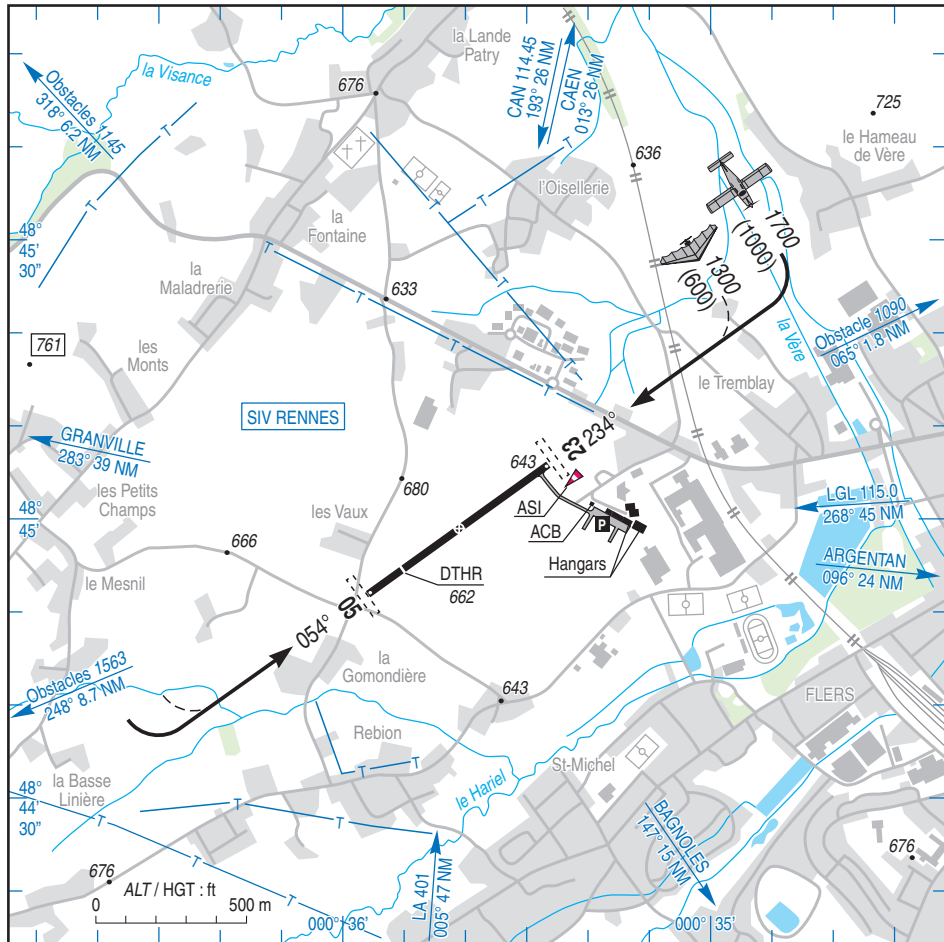 la Lande
Patry
la Visance
CAN 114.45
193° 26 NM
CAEN
013° 26 NM
Obstacles 1145
318° 6.2 NM
676
725
le Hameau
de Vère
636
l'Oisellerie
T
T
T
T
T
la
Fontaine
48°
45'
30"
1700
(1000)
1300
(600)
T
la
Maladrerie
633
T
T
la Vère
Obstacle 1090
065° 1.8 NM
761
les
Monts
T
T
T
le Tremblay
SIV RENNES
GRANVILLE
283° 39 NM
23
234°
643
680
les Petits
Champs
ASI
ACB
P
Hangars
LGL 115.0
268° 45 NM
48°
45'
les Vaux
666
ARGENTAN
096° 24 NM
le Mesnil
DTHR
662
05
054°
la
Gomondière
Obstacles 1563
248° 8.7 NM
643
FLERS
Rebion
T
T
St-Michel
la Basse
Linière
48°
44'
30"
le Hariel
T
T
T
T
T
BAGNOLES
147° 15 NM
676
676
ALT / HGT : ft
0
500 m
000° 36'
LA 401
005° 47 NM
000° 35'